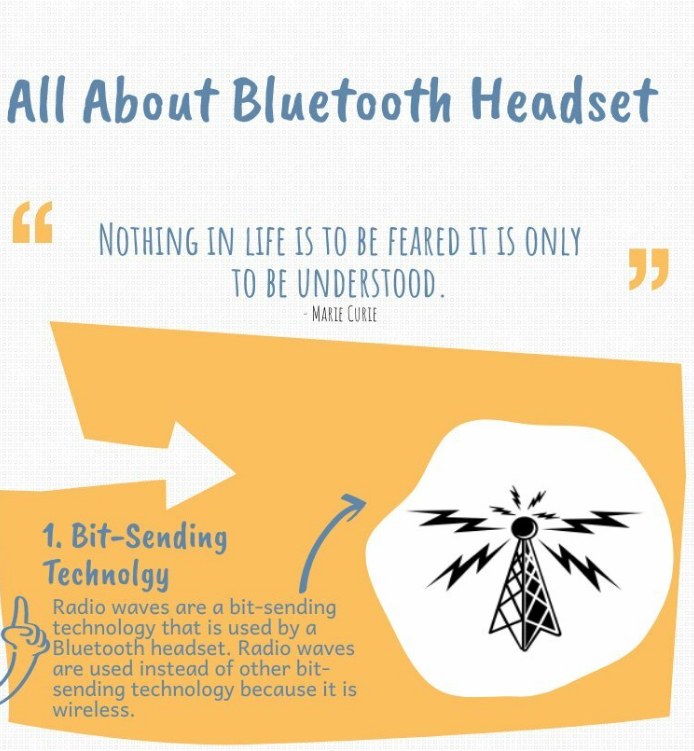 All About Bluetooth Headset
“
NOTHING IN LIFE IS TO BE FEARED IT IS ONLY
TO BE UNDERSTOOD.
”
- MARIE CURIE
1. Bit-Sending
Technolgy
Radio waves are a bit-sending
technology that is used by a
Bluetooth headset. Radio waves
are used instead of other bit-
sending technology because it is
wireless.